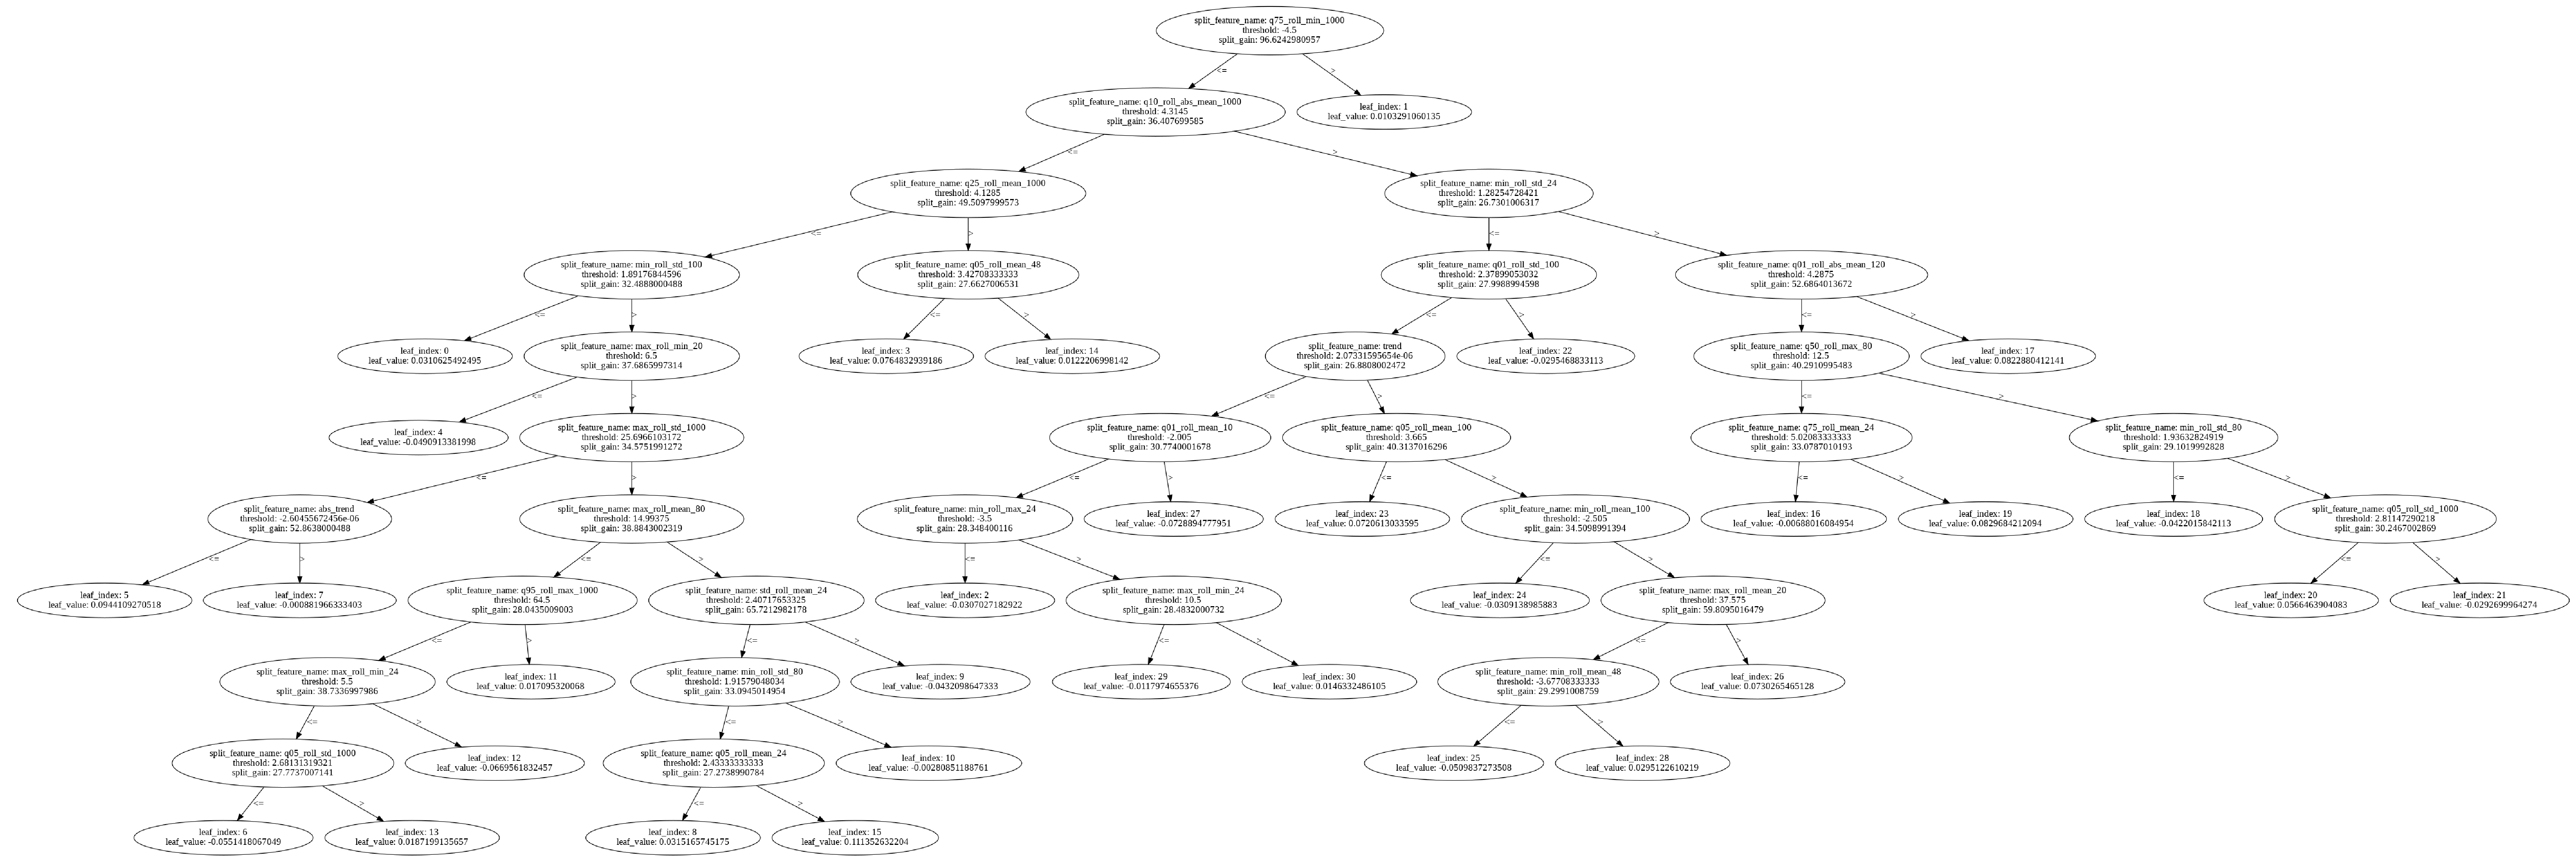 split_feature_name: q75_roll_min_1000
threshold: -4.5
split_gain: 96.6242980957
<=
>
split_feature_name: q10_roll_abs_mean_1000
threshold: 4.3145
split_gain: 36.407699585
leaf_index: 1
leaf_value: 0.0103291060135
<=
>
split_feature_name: q25_roll_mean_1000
threshold: 4.1285
split_gain: 49.5097999573
split_feature_name: min_roll_std_24
threshold: 1.28254728421
split_gain: 26.7301006317
<=
>
<=
>
split_feature_name: min_roll_std_100
threshold: 1.89176844596
split_gain: 32.4888000488
split_feature_name: q05_roll_mean_48
threshold: 3.42708333333
split_gain: 27.6627006531
split_feature_name: q01_roll_std_100
threshold: 2.37899053032
split_gain: 27.9988994598
split_feature_name: q01_roll_abs_mean_120
threshold: 4.2875
split_gain: 52.6864013672
<=
>
<=
>
<=
>
<=
>
leaf_index: 0
leaf_value: 0.0310625492495
split_feature_name: max_roll_min_20
threshold: 6.5
split_gain: 37.6865997314
leaf_index: 3
leaf_value: 0.0764832939186
leaf_index: 14
leaf_value: 0.0122206998142
split_feature_name: trend
threshold: 2.07331595654e-06
split_gain: 26.8808002472
leaf_index: 22
leaf_value: -0.0295468833113
split_feature_name: q50_roll_max_80
threshold: 12.5
split_gain: 40.2910995483
leaf_index: 17
leaf_value: 0.0822880412141
<=
>
<=
>
<=
>
leaf_index: 4
leaf_value: -0.0490913381998
split_feature_name: max_roll_std_1000
threshold: 25.6966103172
split_gain: 34.5751991272
split_feature_name: q01_roll_mean_10
threshold: -2.005
split_gain: 30.7740001678
split_feature_name: q05_roll_mean_100
threshold: 3.665
split_gain: 40.3137016296
split_feature_name: q75_roll_mean_24
threshold: 5.02083333333
split_gain: 33.0787010193
split_feature_name: min_roll_std_80
threshold: 1.93632824919
split_gain: 29.1019992828
<=
>
<=
>
<=
>
<=
>
<=
>
split_feature_name: abs_trend
threshold: -2.60455672456e-06
split_gain: 52.8638000488
split_feature_name: max_roll_mean_80
threshold: 14.99375
split_gain: 38.8843002319
split_feature_name: min_roll_max_24
threshold: -3.5
split_gain: 28.348400116
leaf_index: 27
leaf_value: -0.0728894777951
leaf_index: 23
leaf_value: 0.0720613033595
split_feature_name: min_roll_mean_100
threshold: -2.505
split_gain: 34.5098991394
leaf_index: 16
leaf_value: -0.00688016084954
leaf_index: 19
leaf_value: 0.0829684212094
leaf_index: 18
leaf_value: -0.0422015842113
split_feature_name: q05_roll_std_1000
threshold: 2.81147290218
split_gain: 30.2467002869
<=
>
<=
>
<=
>
<=
>
<=
>
leaf_index: 5
leaf_value: 0.0944109270518
leaf_index: 7
leaf_value: -0.000881966333403
split_feature_name: q95_roll_max_1000
threshold: 64.5
split_gain: 28.0435009003
split_feature_name: std_roll_mean_24
threshold: 2.40717653325
split_gain: 65.7212982178
leaf_index: 2
leaf_value: -0.0307027182922
split_feature_name: max_roll_min_24
threshold: 10.5
split_gain: 28.4832000732
leaf_index: 24
leaf_value: -0.0309138985883
split_feature_name: max_roll_mean_20
threshold: 37.575
split_gain: 59.8095016479
leaf_index: 20
leaf_value: 0.0566463904083
leaf_index: 21
leaf_value: -0.0292699964274
<=
>
<=
>
<=
>
<=
>
split_feature_name: max_roll_min_24
threshold: 5.5
split_gain: 38.7336997986
leaf_index: 11
leaf_value: 0.017095320068
split_feature_name: min_roll_std_80
threshold: 1.91579048034
split_gain: 33.0945014954
leaf_index: 9
leaf_value: -0.0432098647333
leaf_index: 29
leaf_value: -0.0117974655376
leaf_index: 30
leaf_value: 0.0146332486105
split_feature_name: min_roll_mean_48
threshold: -3.67708333333
split_gain: 29.2991008759
leaf_index: 26
leaf_value: 0.0730265465128
<=
>
<=
>
<=
>
split_feature_name: q05_roll_std_1000
threshold: 2.68131319321
split_gain: 27.7737007141
leaf_index: 12
leaf_value: -0.0669561832457
split_feature_name: q05_roll_mean_24
threshold: 2.43333333333
split_gain: 27.2738990784
leaf_index: 10
leaf_value: -0.00280851188761
leaf_index: 25
leaf_value: -0.0509837273508
leaf_index: 28
leaf_value: 0.0295122610219
<=
>
<=
>
leaf_index: 6
leaf_value: -0.0551418067049
leaf_index: 13
leaf_value: 0.0187199135657
leaf_index: 8
leaf_value: 0.0315165745175
leaf_index: 15
leaf_value: 0.111352632204